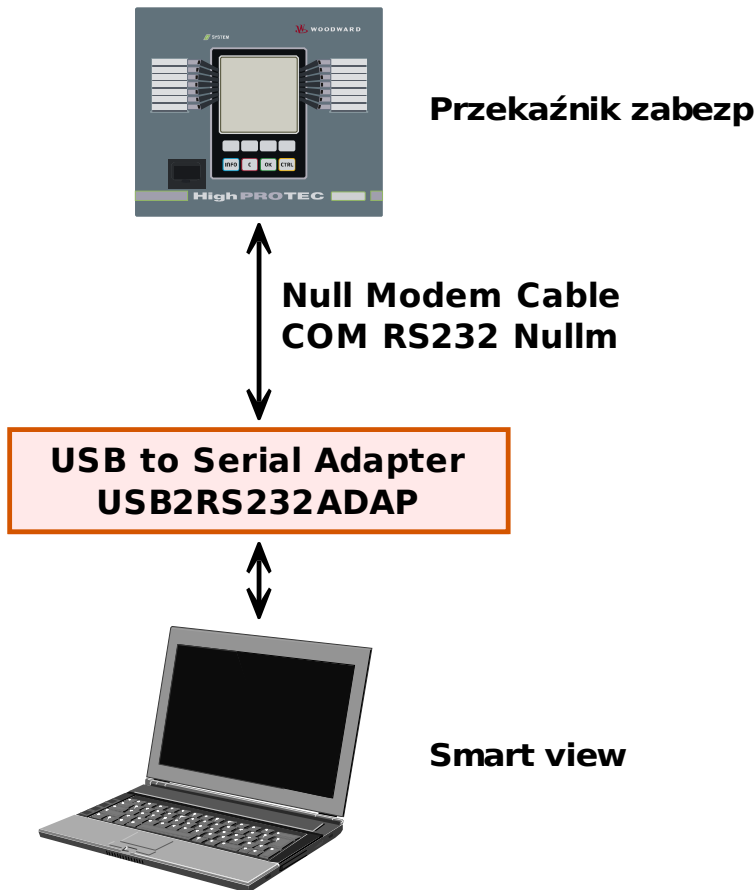 SYSTEM
WOODWARD
INFO C OK CTRL
HighPROTEC
Przekaźnik zabezp
Null Modem Cable
COM RS232 Nullm
USB to Serial Adapter
USB2RS232ADAP
Smart view